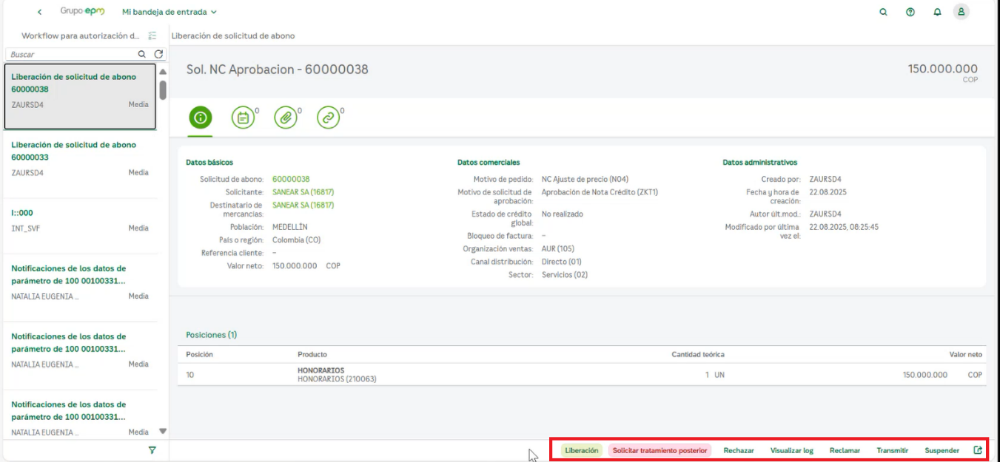 Grupo·epm Mi bandeja de entrada
Workflow para autorización d... Liberación de solicitud de abono
Buscar
Liberación de solicitud de abono
60000038
ZAURSD4 Media
Liberación de solicitud de abono
60000033
ZAURSD4 Media
I::000
INT_SVF Media
Notificaciones de los datos de
parámetro de 100 00100331...
NATALIA EUGENIA ... Media
Notificaciones de los datos de
parámetro de 100 00100331...
NATALIA EUGENIA ... Media
Notificaciones de los datos de
parámetro de 100 00100331...
NATALIA EUGENIA ... Media
Sol. NC Aprobacion - 60000038 150.000.000
COP
0 0 0
Datos básicos
Solicitud de abono: 60000038
Solicitante: SANEAR SA (16817)
Destinatario de SANEAR SA (16817)
mercancías:
Población: MEDELLÍN
País o región: Colombia (CO)
Referencia cliente: –
Valor neto: 150.000.000 COP
Datos comerciales
Motivo de pedido: NC Ajuste de precio (N04)
Motivo de solicitud de Aprobación de Nota Crédito (ZKT1)
aprobación:
Estado de crédito No realizado
global:
Bloqueo de factura: –
Organización ventas: AUR (105)
Canal distribución: Directo (01)
Sector: Servicios (02)
Datos administrativos
Creado por: ZAURSD4
Fecha y hora de 22.08.2025
creación:
Autor últ.mod.: ZAURSD4
Modificado por última 22.08.2025, 08:25:45
vez el:
Posiciones (1)
Posición Producto Cantidad teórica Valor neto
10 HONORARIOS 1 UN 150.000.000 COP
HONORARIOS (210063)
Liberación Solicitar tratamiento posterior Rechazar Visualizar log Reclamar Transmitir Suspender